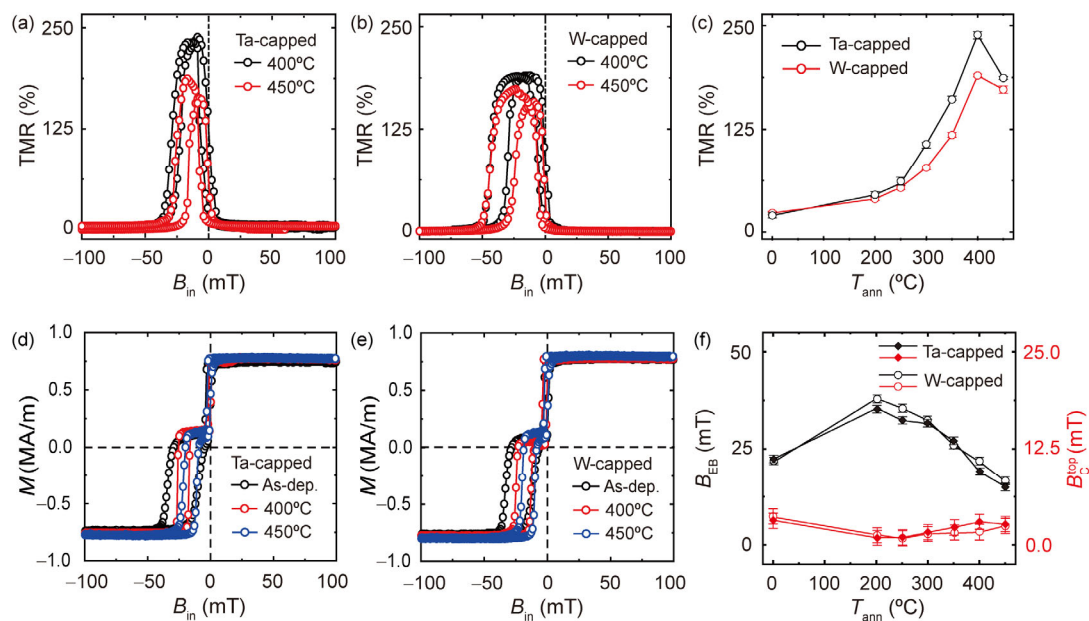 (a)
250
125
0
TMR (%)
Ta-capped
400ºC
450ºC
–100
–50
0
50
100
B_in (mT)
(b)
250
125
0
TMR (%)
W-capped
400ºC
450ºC
–100
–50
0
50
100
B_in (mT)
(c)
250
125
0
TMR (%)
Ta-capped
W-capped
0
100
200
300
400
T_ann (ºC)
(d)
1.0
0.5
0.0
–0.5
–1.0
M (MA/m)
Ta-capped
As-dep.
400ºC
450ºC
–100
–50
0
50
100
B_in (mT)
(e)
1.0
0.5
0.0
–0.5
–1.0
M (MA/m)
W-capped
As-dep.
400ºC
450ºC
–100
–50
0
50
100
B_in (mT)
(f)
50
25
0
B_EB (mT)
Ta-capped
W-capped
25.0
12.5
0.0
B_C^top (mT)
0
100
200
300
400
T_ann (ºC)